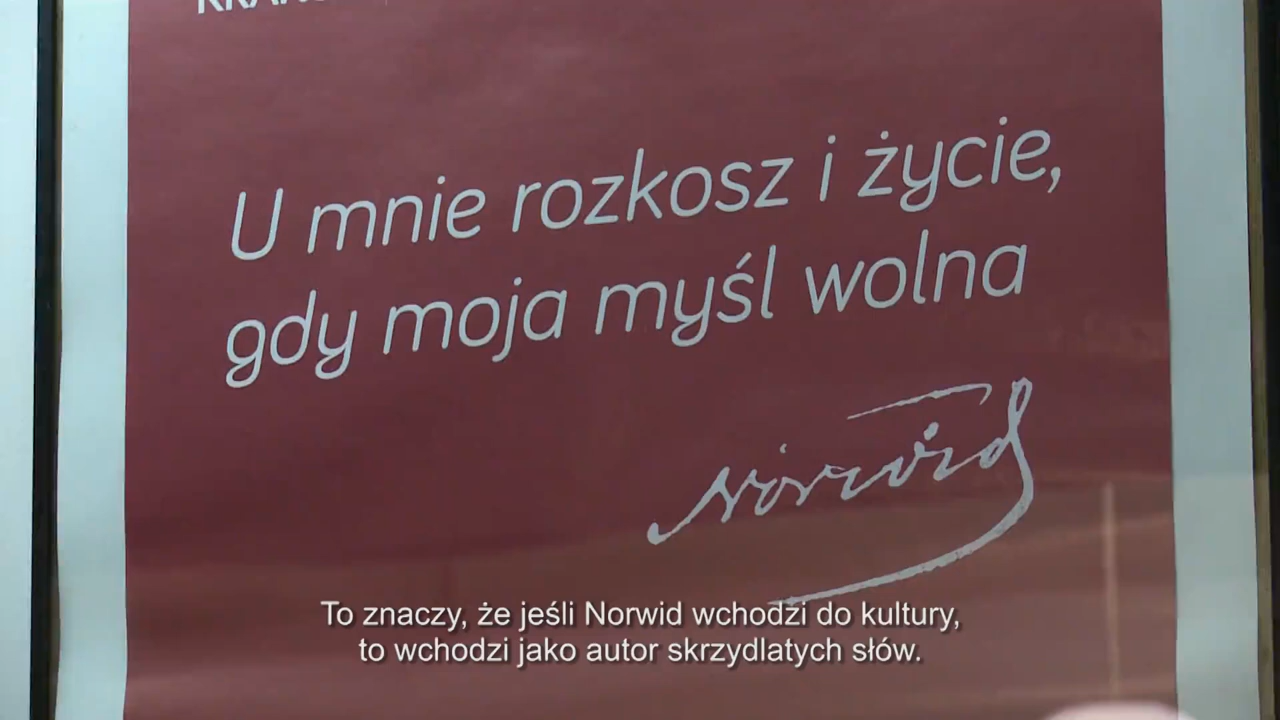 U mnie rozkosz i życie,
gdy moja myśl wolna
Norwid
To znaczy, że jeśli Norwid wchodzi do kultury,
to wchodzi jako autor skrzydlatych słów.